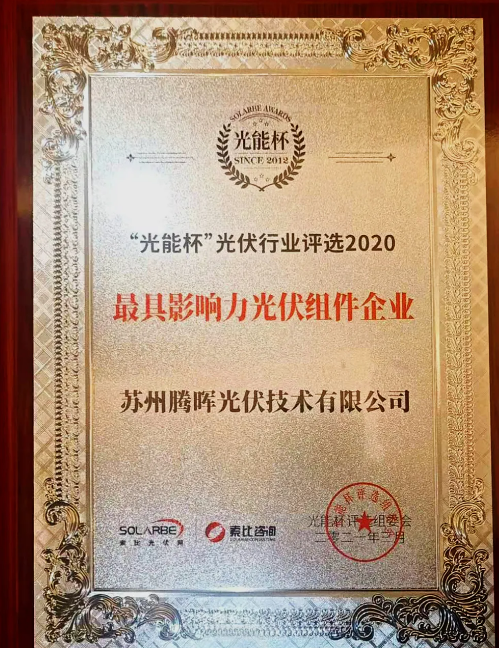 SOLARBE AWARDS
光能杯
SINCE 2012
“光能杯”光伏行业评选2020
最具影响力光伏组件企业
苏州腾晖光伏技术有限公司
SOLARBE
索比光伏网
索比咨询
光能杯评选组委会
二零二一年